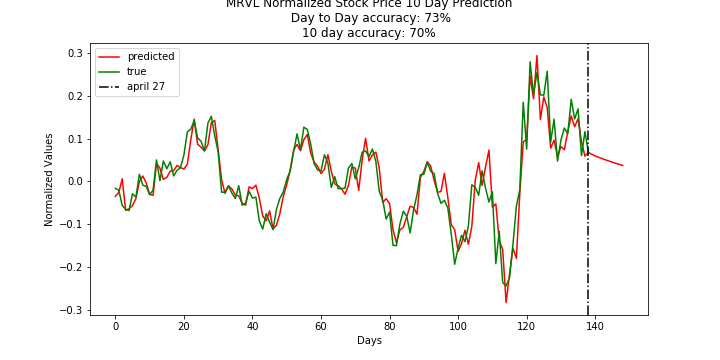 MRVL Normalized Stock Price 10 Day Prediction
Day to Day accuracy: 73%
10 day accuracy: 70%
predicted
true
april 27
Normalized Values
0.3
0.2
0.1
0.0
−0.1
−0.2
−0.3
0 20 40 60 80 100 120 140
Days